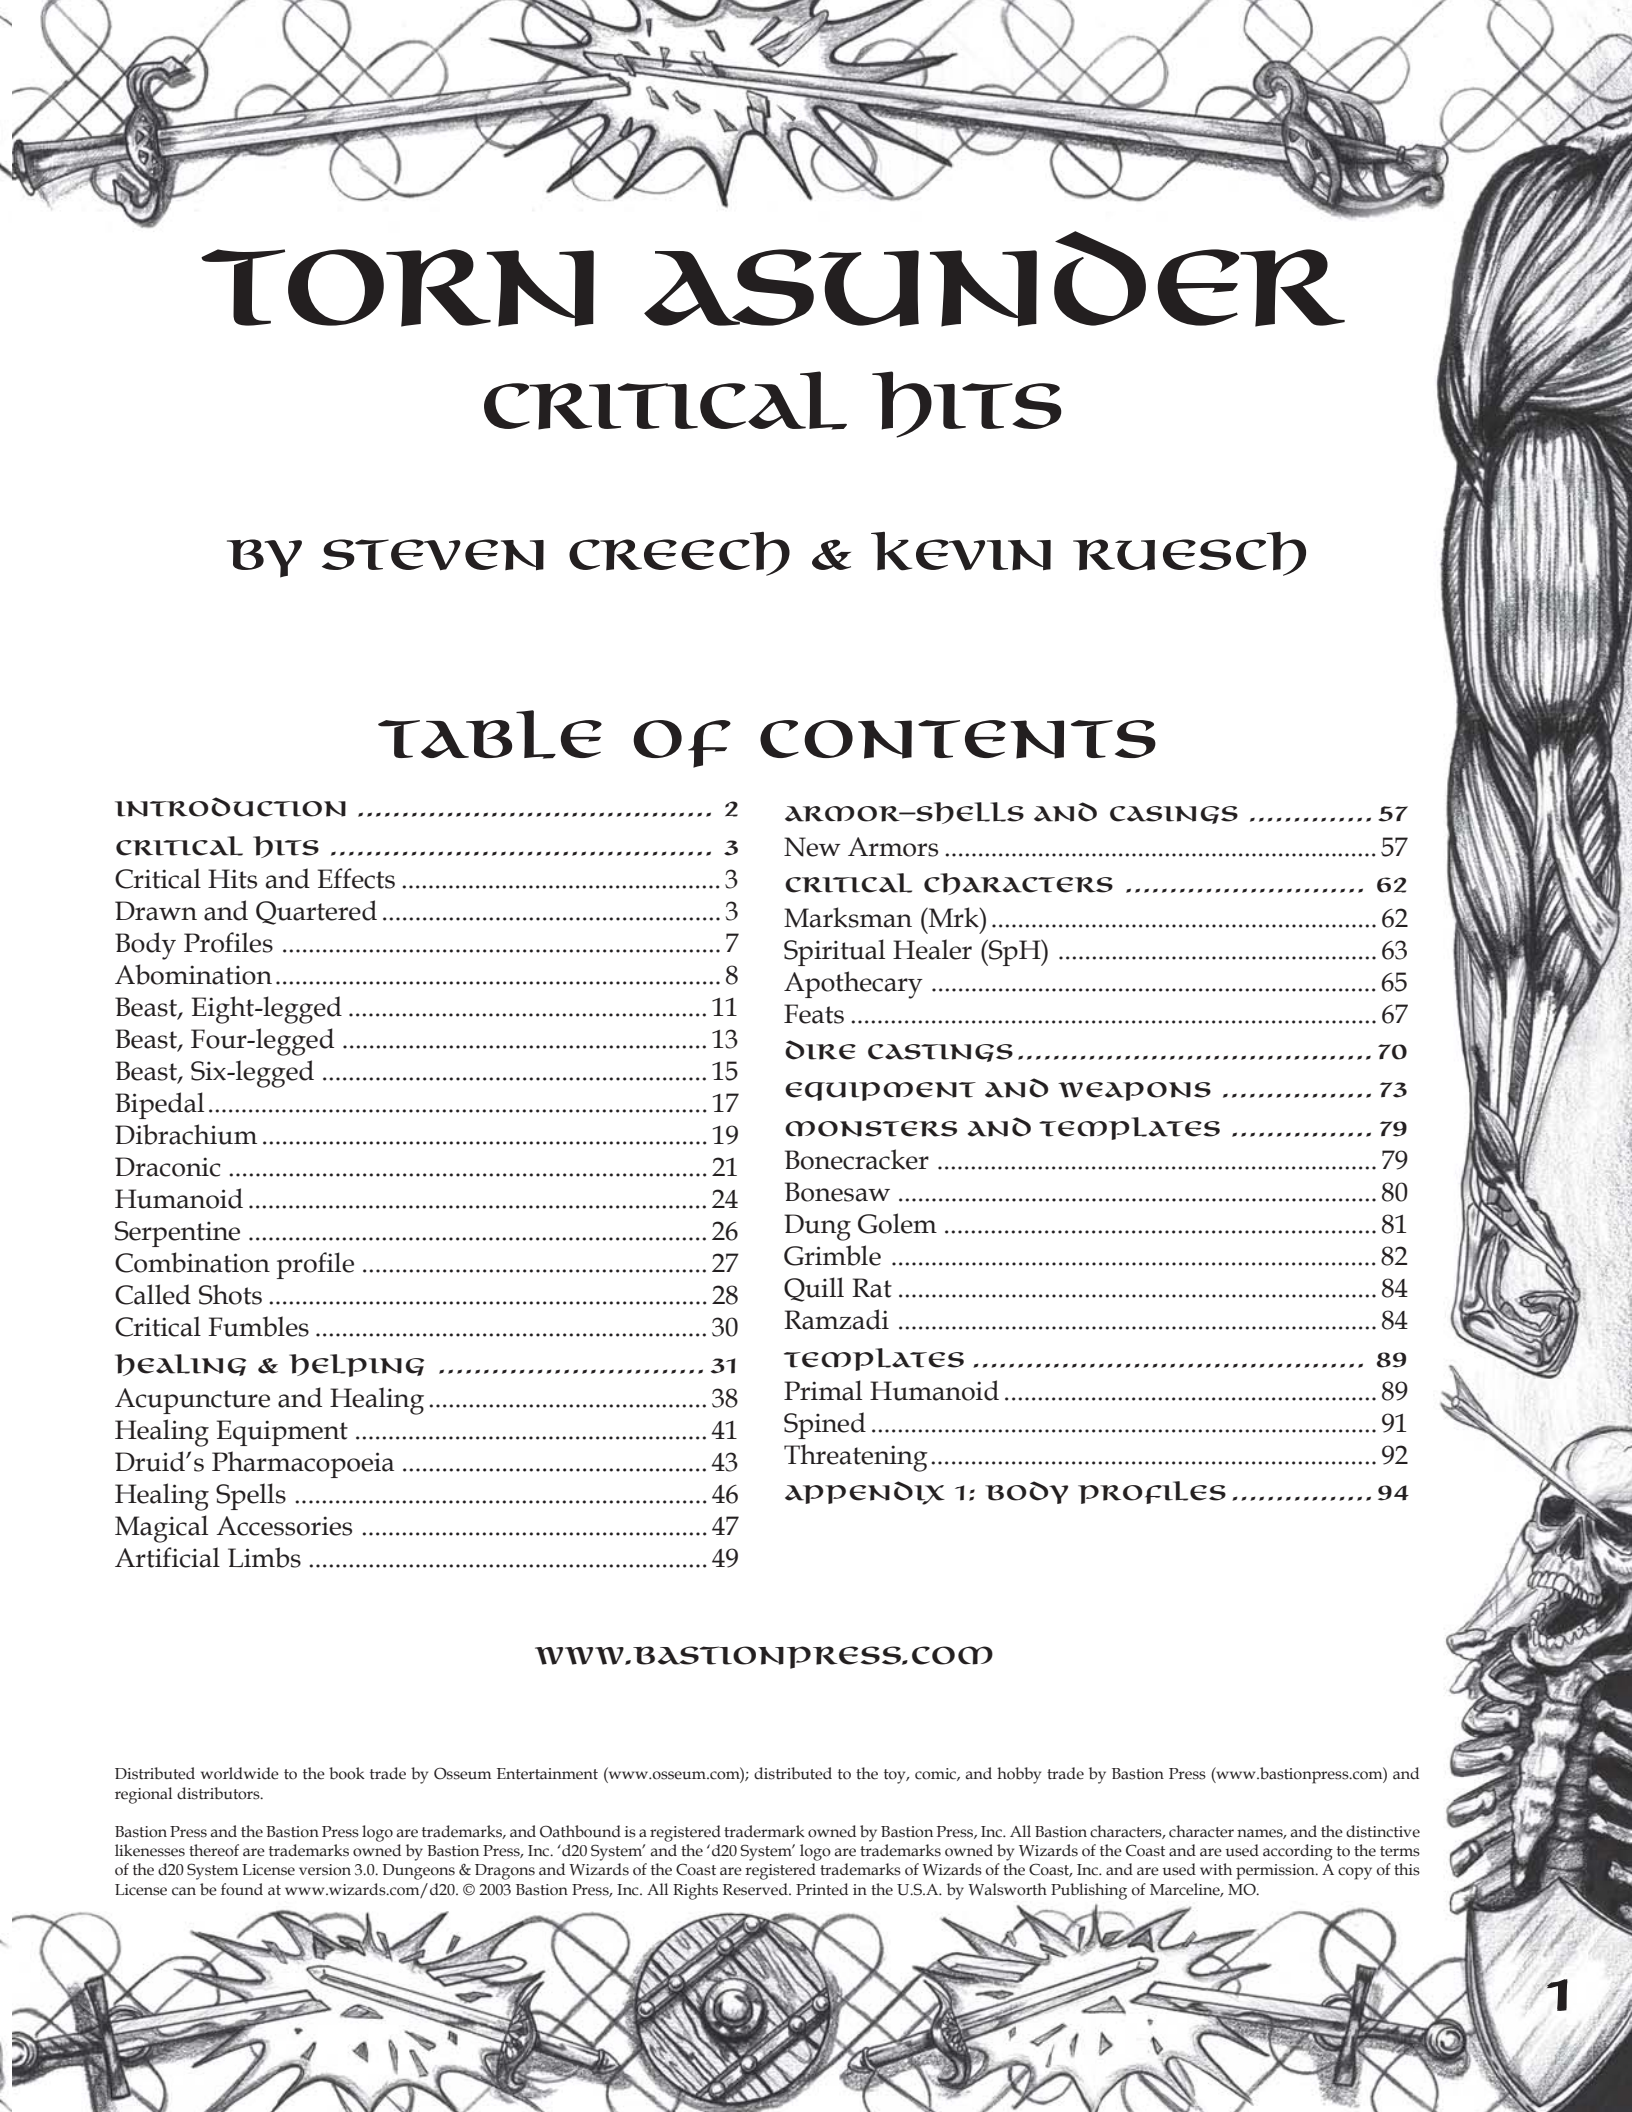 TORN ASUNDER
CRITICAL HITS
BY STEVEN CREECH & KEVIN RUESCH
TABLE OF CONTENTS
INTRODUCTION ....................................... 2
CRITICAL HITS .......................................... 3
Critical Hits and Effects ................................................ 3
Drawn and Quartered ................................................... 3
Body Profiles .................................................................. 7
Abomination .................................................................... 8
Beast, Eight-legged ...................................................... 11
Beast, Four-legged ....................................................... 13
Beast, Six-legged .......................................................... 15
Bipedal ............................................................................ 17
Dibrachium .................................................................... 19
Draconic ........................................................................ 21
Humanoid ...................................................................... 24
Serpentine ..................................................................... 26
Combination profile .................................................... 27
Called Shots .................................................................. 28
Critical Fumbles ........................................................... 30
HEALING & HELPING ............................. 31
Acupuncture and Healing .......................................... 38
Healing Equipment ..................................................... 41
Druid's Pharmacopoeia .............................................. 43
Healing Spells .............................................................. 46
Magical Accessories .................................................... 47
Artificial Limbs ............................................................ 49
ARMOR–SHELLS AND CASINGS .............. 57
New Armors ................................................................. 57
CRITICAL CHARACTERS .......................... 62
Marksman (Mrk) .......................................................... 62
Spiritual Healer (SpH) ................................................ 63
Apothecary ................................................................... 65
Feats ............................................................................... 67
DIRE CASTINGS ....................................... 70
EQUIPMENT AND WEAPONS ................. 73
MONSTERS AND TEMPLATES ................ 79
Bonecracker .................................................................. 79
Bonesaw ........................................................................ 80
Dung Golem ................................................................. 81
Grimble ......................................................................... 82
Quill Rat ........................................................................ 84
Ramzadi ........................................................................ 84
TEMPLATES ........................................... 89
Primal Humanoid ........................................................ 89
Spined ............................................................................ 91
Threatening ................................................................... 92
APPENDIX 1: BODY PROFILES ................ 94
WWW.BASTIONPRESS.COM
Distributed worldwide to the book trade by Osseum Entertainment (www.osseum.com); distributed to the toy, comic, and hobby trade by Bastion Press (www.bastionpress.com) and
regional distributors.
Bastion Press and the Bastion Press logo are trademarks, and Oathbound is a registered tradermark owned by Bastion Press, Inc. All Bastion characters, character names, and the distinctive
likenesses thereof are trademarks owned by Bastion Press, Inc. 'd20 System' and the 'd20 System' logo are trademarks owned by Wizards of the Coast and are used according to the terms
of the d20 System License version 3.0. Dungeons & Dragons and Wizards of the Coast are registered trademarks of Wizards of the Coast, Inc. and are used with permission. A copy of this
License can be found at www.wizards.com/d20. © 2003 Bastion Press, Inc. All Rights Reserved. Printed in the U.S.A. by Walsworth Publishing of Marceline, MO.
1